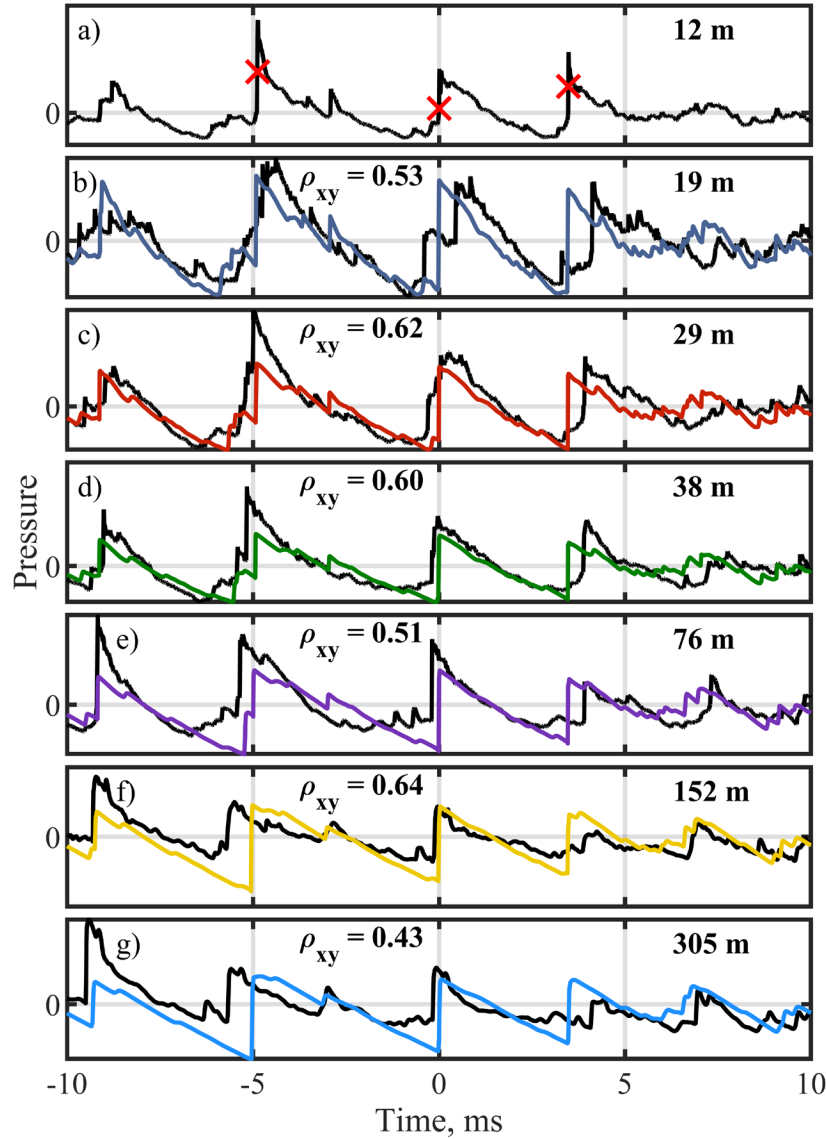 a) 12 m
0
b) ρxy = 0.53 19 m
0
c) ρxy = 0.62 29 m
0
d) ρxy = 0.60 38 m
0
e) ρxy = 0.51 76 m
0
f) ρxy = 0.64 152 m
0
g) ρxy = 0.43 305 m
0
Pressure
-10 -5 0 5 10
Time, ms